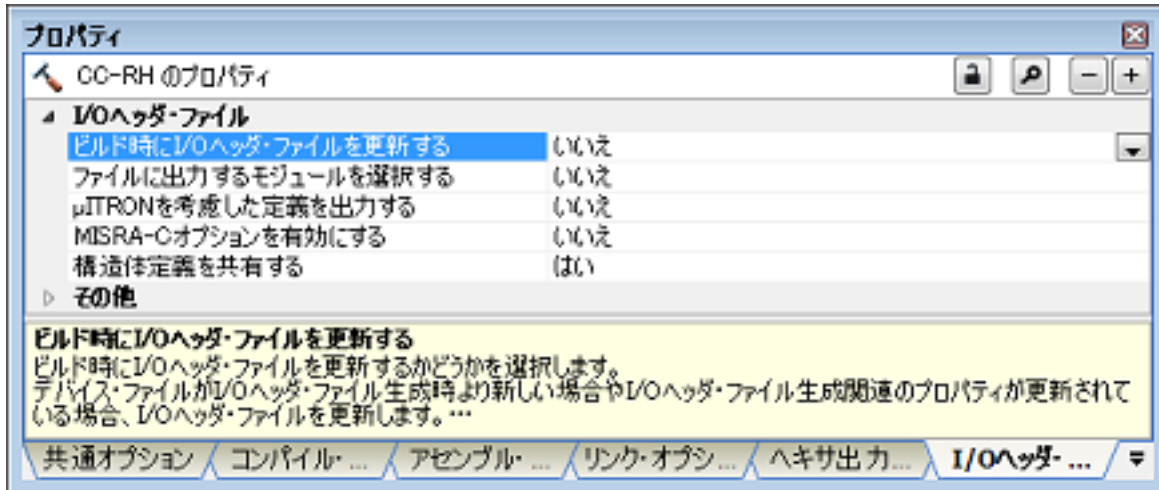 プロパティ
CC-RH のプロパティ
I/Oヘッダ・ファイル
ビルド時にI/Oヘッダ・ファイルを更新する いいえ
ファイルに出力するモジュールを選択する いいえ
μITRONを考慮した定義を出力する いいえ
MISRA-Cオプションを有効にする いいえ
構造体定義を共有する はい
その他
ビルド時にI/Oヘッダ・ファイルを更新する
ビルド時にI/Oヘッダ・ファイルを更新するかどうかを選択します。
デバイス・ファイルがI/Oヘッダ・ファイル生成時より新しい場合やI/Oヘッダ・ファイル生成関連のプロパティが更新されて
いる場合、I/Oヘッダ・ファイルを更新します。…
共通オプション コンパイル・... アセンブル・... リンク・オプシ... ヘキサ出力... I/Oヘッダ・...